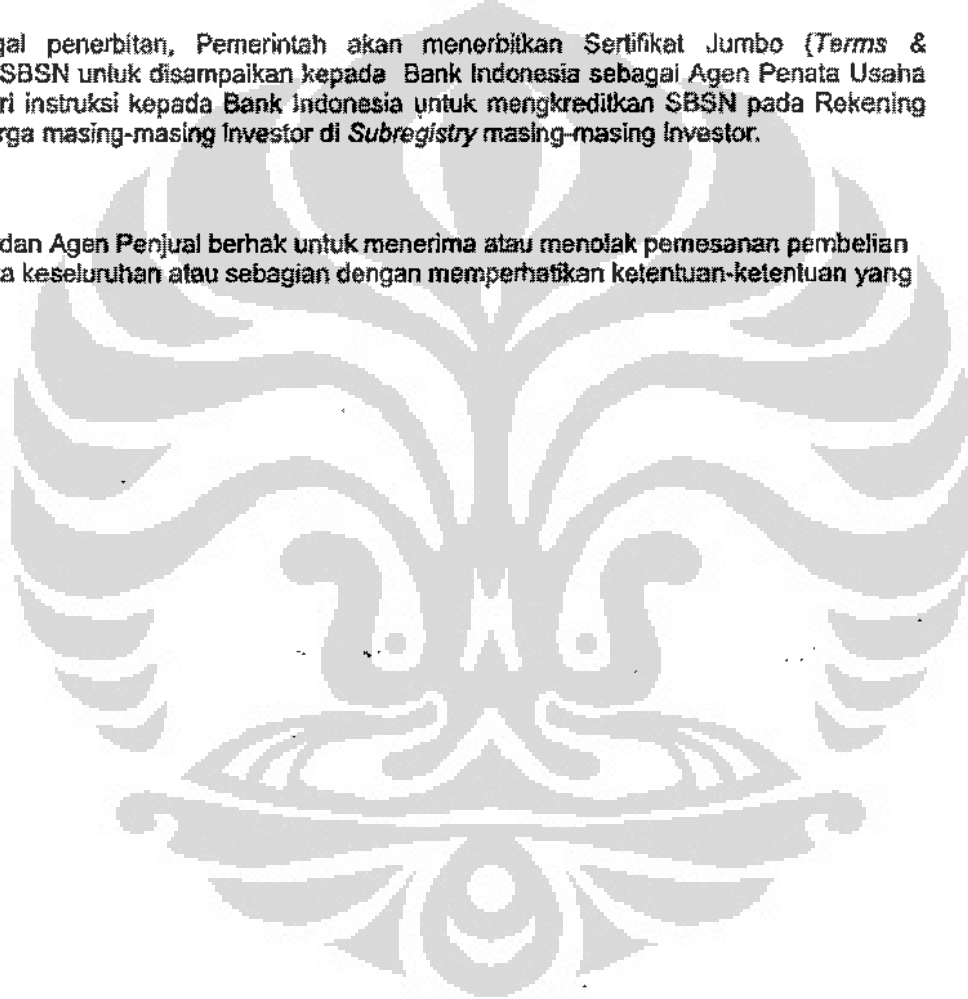 gal penerbitan, Pemerintah akan menerbitkan Sertifikat Jumbo (Terms &
SBSN untuk disampaikan kepada Bank Indonesia sebagai Agen Penata Usaha
ri instruksi kepada Bank Indonesia untuk mengkreditkan SBSN pada Rekening
rga masing-masing Investor di Subregistry masing-masing Investor.
dan Agen Penjual berhak untuk menerima atau menolak pemesanan pembelian
a keseluruhan atau sebagian dengan memperhatikan ketentuan-ketentuan yang